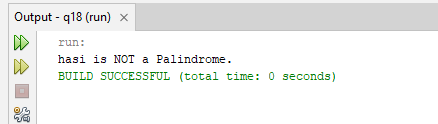 Output - q18 (run)
run:
hasi is NOT a Palindrome.
BUILD SUCCESSFUL (total time: 0 seconds)